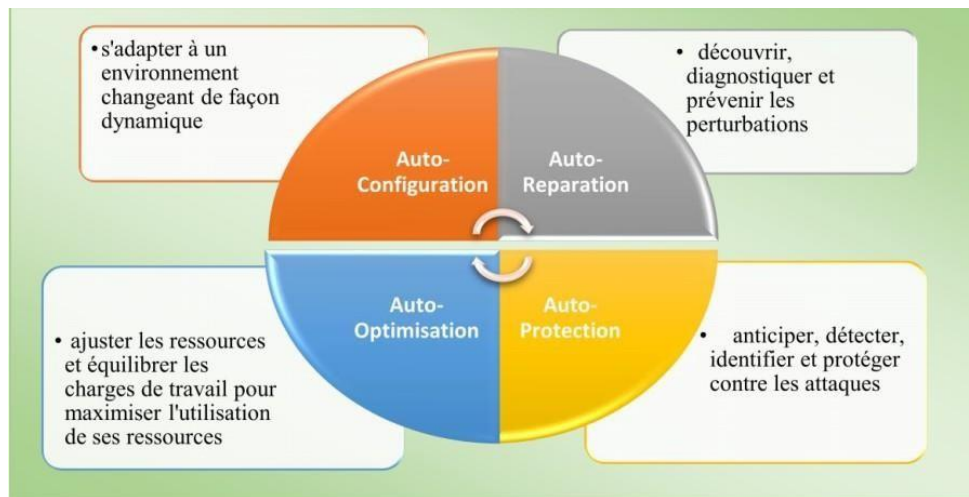 •s'adapter à un
environnement
changeant de façon
dynamique
• découvrir,
diagnostiquer et
prévenir les
perturbations
Auto-
Configuration
Auto-
Reparation
Auto-
Optimisation
Auto-
Protection
• ajuster les ressources
et équilibrer les
charges de travail pour
maximiser l'utilisation
de ses ressources
• anticiper, détecter,
identifier et protéger
contre les attaques